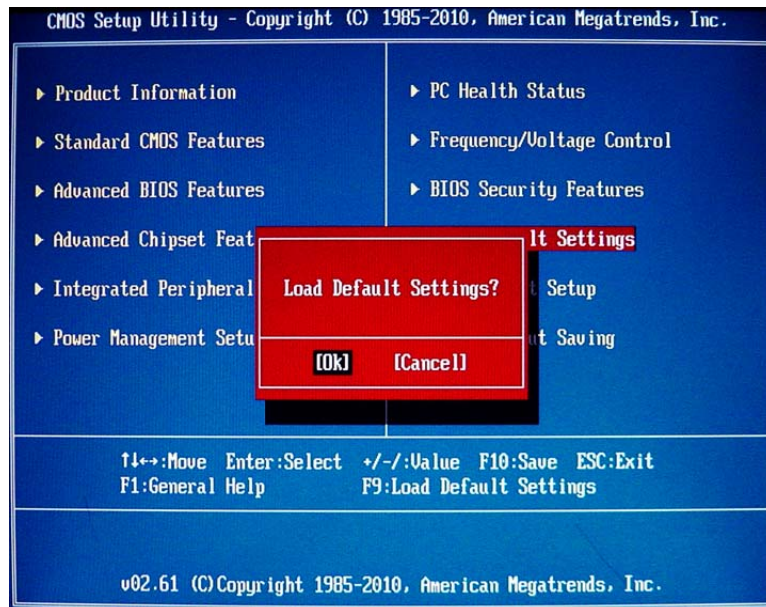 CMOS Setup Utility - Copyright (C) 1985-2010, American Megatrends, Inc.
▸ Product Information
▸ Standard CMOS Features
▸ Advanced BIOS Features
▸ Advanced Chipset Feat
▸ Integrated Peripheral
▸ Power Management Setu
▸ PC Health Status
▸ Frequency/Voltage Control
▸ BIOS Security Features
lt Settings
t Setup
ut Saving
Load Default Settings?
[Ok] [Cancel]
↑↓↔:Move Enter:Select +/-/:Value F10:Save ESC:Exit
F1:General Help F9:Load Default Settings
v02.61 (C)Copyright 1985-2010, American Megatrends, Inc.